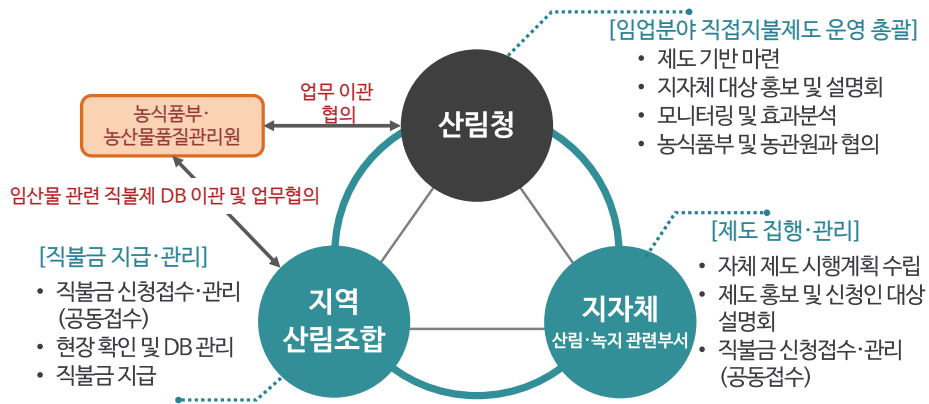 [임업분야 직접지불제도 운영 총괄]
• 제도 기반 마련
• 지자체 대상 홍보 및 설명회
• 모니터링 및 효과분석
• 농식품부 및 농관원과 협의
업무 이관
협의
산림청
농식품부·
농산물품질관리원
임산물 관련 직불제 DB 이관 및 업무협의
[직불금 지급·관리]
• 직불금 신청접수·관리
(공동접수)
• 현장 확인 및 DB 관리
• 직불금 지급
지역
산림조합
지자체
산림·녹지 관련부서
[제도 집행·관리]
• 자체 제도 시행계획 수립
• 제도 홍보 및 신청인 대상
설명회
• 직불금 신청접수·관리
(공동접수)